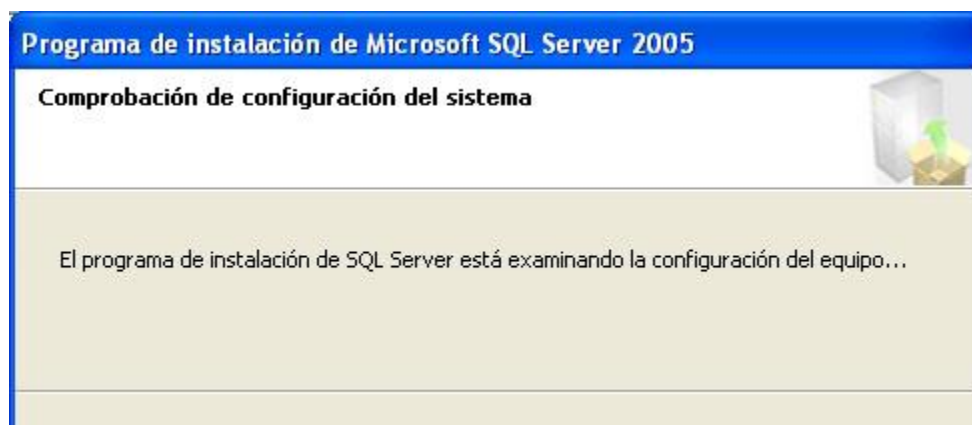 Programa de instalación de Microsoft SQL Server 2005
Comprobación de configuración del sistema
El programa de instalación de SQL Server está examinando la configuración del equipo...